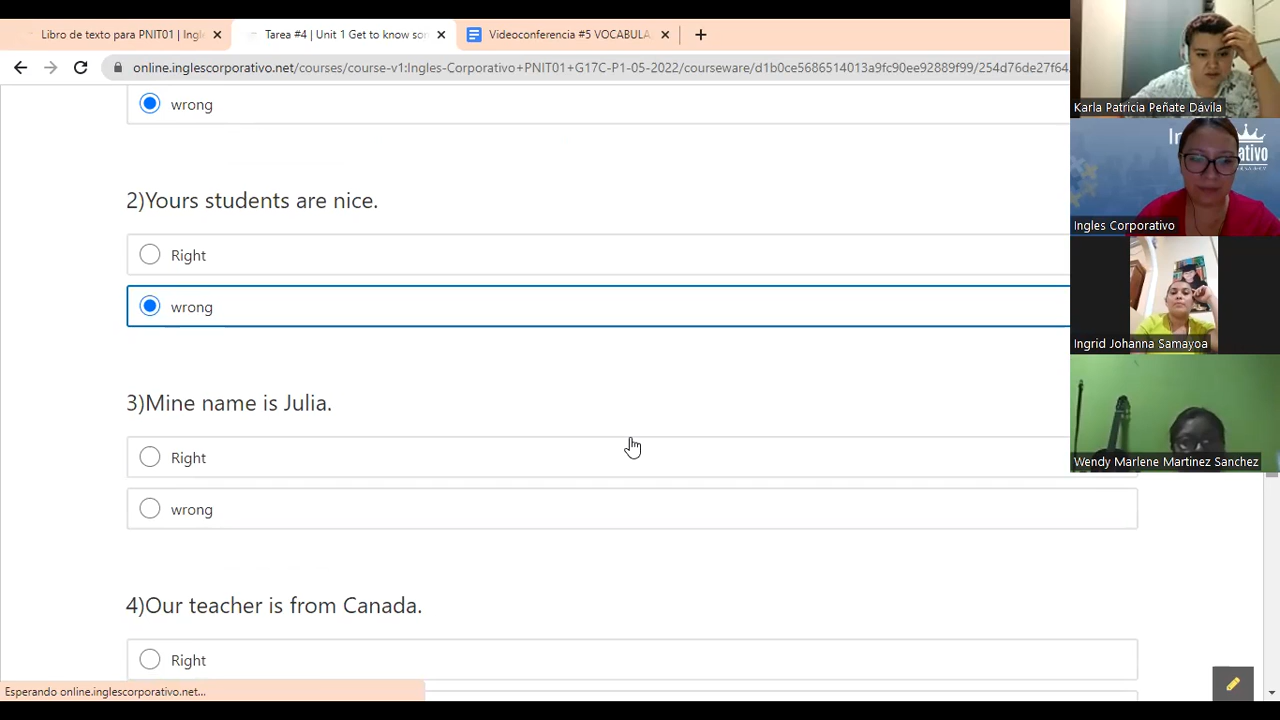 Libro de texto para PNIT01 | Ingl
Tarea #4 | Unit 1 Get to know son
Videoconferencia #5 VOCABULA
online.inglescorporativo.net/courses/course-v1:Ingles-Corporativo+PNIT01+G17C-P1-05-2022/courseware/d1b0ce5686514013a9fc90ee92889f99/254d76de27f64
wrong
2)Yours students are nice.
Right
wrong
3)Mine name is Julia.
Right
wrong
4)Our teacher is from Canada.
Right
Esperando online.inglescorporativo.net...
Karla Patricia Peñate Dávila
Ingles Corporativo
Ingrid Johanna Samayoa
Wendy Marlene Martinez Sanchez